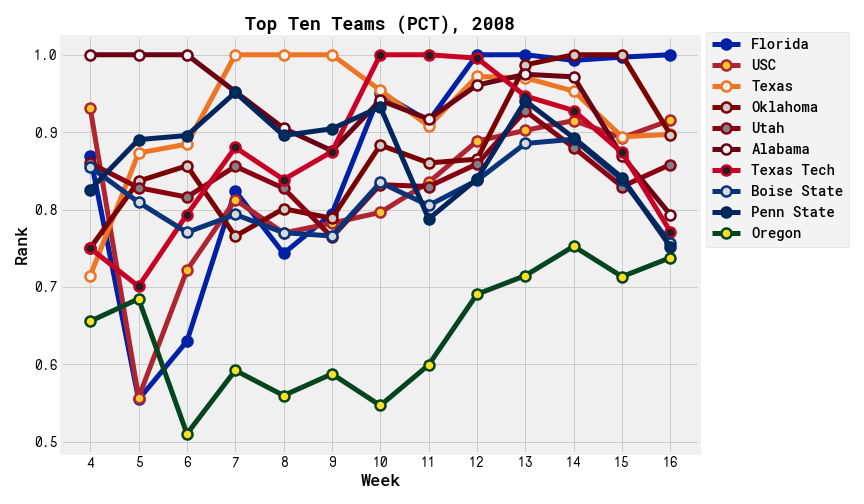 Top Ten Teams (PCT), 2008
1.0
0.9
0.8
0.7
0.6
0.5
Rank
4 5 6 7 8 9 10 11 12 13 14 15 16
Week
Florida
USC
Texas
Oklahoma
Utah
Alabama
Texas Tech
Boise State
Penn State
Oregon